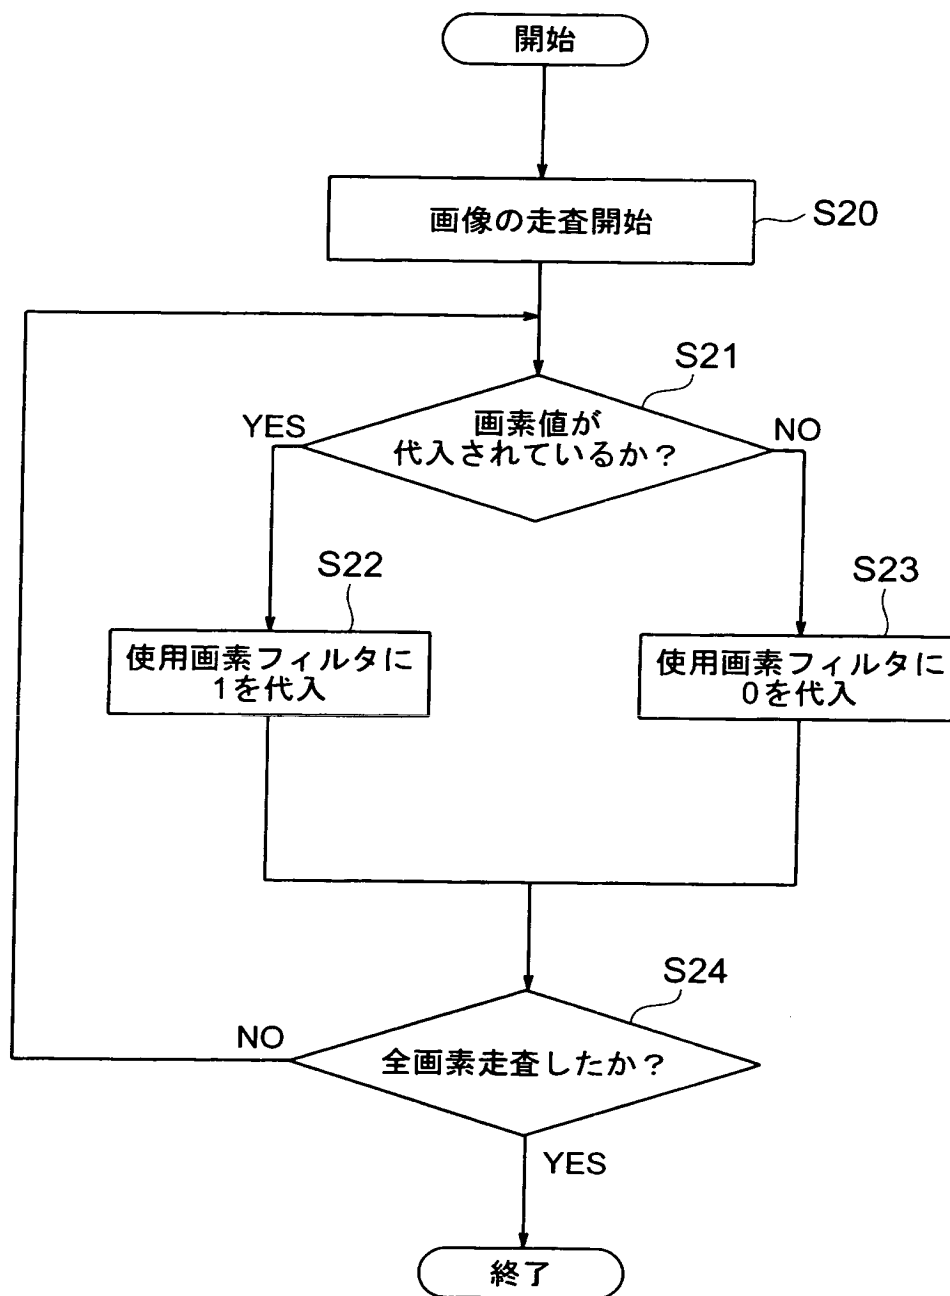 開始
画像の走査開始
S20
S21
画素値が
代入されているか？
YES
NO
S22
S23
使用画素フィルタに
1を代入
使用画素フィルタに
0を代入
S24
全画素走査したか？
NO
YES
終了